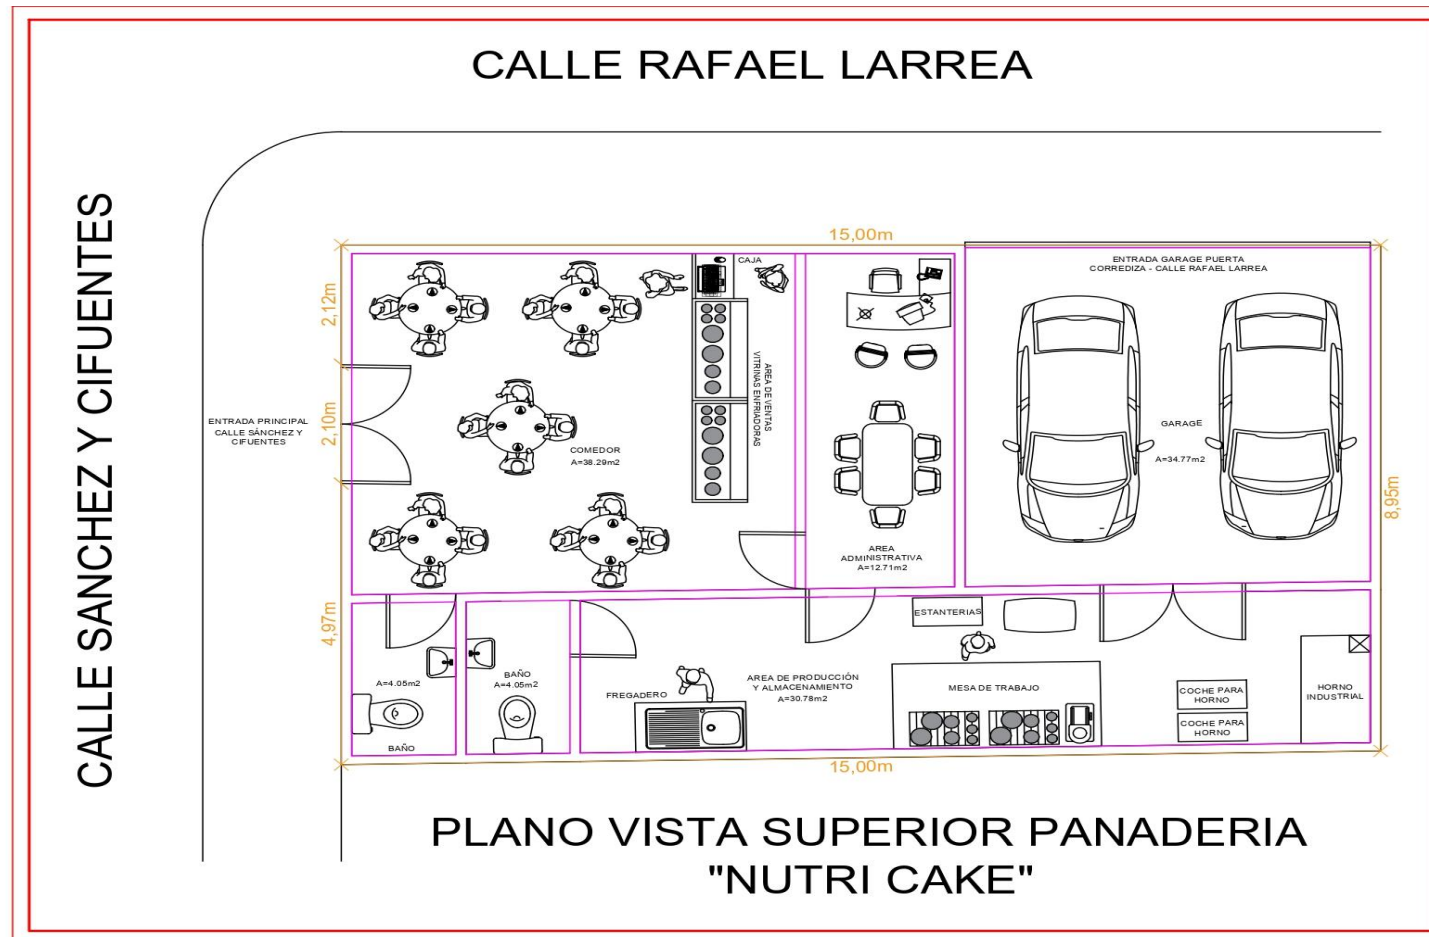 CALLE RAFAEL LARREA
CALLE SANCHEZ Y CIFUENTES
15,00m
ENTRADA GARAGE PUERTA
CORREDIZA - CALLE RAFAEL LARREA
CAJA
2,12m
AREA DE VENTAS
VITRINAS ENFRIADORAS
ENTRADA PRINCIPAL
CALLE SÁNCHEZ Y
CIFUENTES
2,10m
COMEDOR
A=38.29m2
GARAGE
A=34.77m2
8,95m
AREA
ADMINISTRATIVA
A=12.71m2
4,97m
ESTANTERIAS
A=4.05m2
BAÑO
BAÑO
A=4.05m2
FREGADERO
AREA DE PRODUCCIÓN
Y ALMACENAMIENTO
A=30.78m2
MESA DE TRABAJO
COCHE PARA
HORNO
COCHE PARA
HORNO
HORNO
INDUSTRIAL
15,00m
PLANO VISTA SUPERIOR PANADERIA
"NUTRI CAKE"